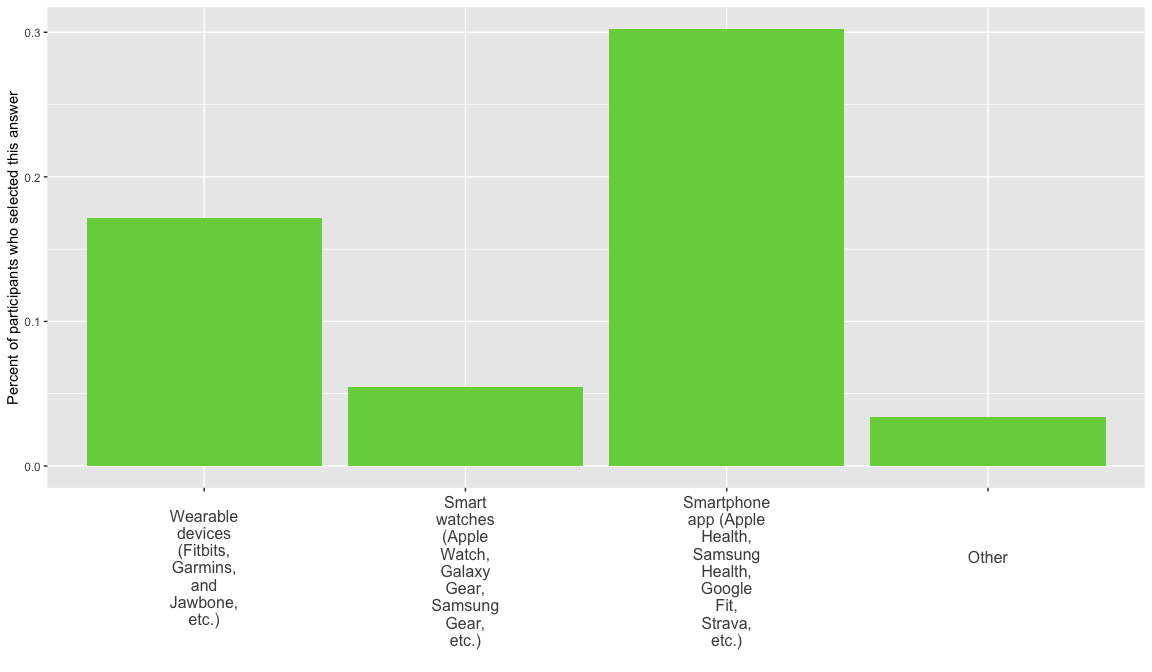 Percent of participants who selected this answer
0.3
0.2
0.1
0.0
Wearable
devices
(Fitbits,
Garmins,
and
Jawbone,
etc.)
Smart
watches
(Apple
Watch,
Galaxy
Gear,
Samsung
Gear,
etc.)
Smartphone
app (Apple
Health,
Samsung
Health,
Google
Fit,
Strava,
etc.)
Other